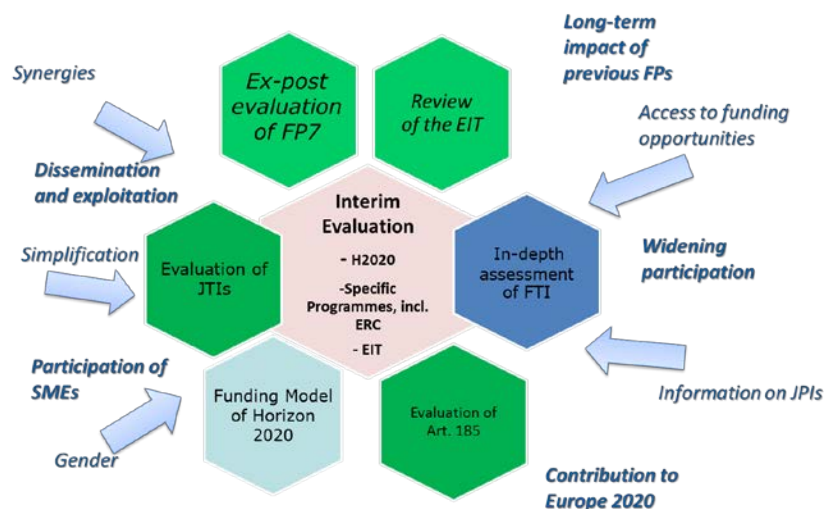 Long-term
impact of
previous FPs
Synergies
Ex-post
evaluation
of FP7
Review
of the EIT
Access to funding
opportunities
Dissemination
and exploitation
Interim
Evaluation
- H2020
-Specific
Programmes, incl.
ERC
- EIT
Simplification
Evaluation of
JTIs
In-depth
assessment
of FTI
Widening
participation
Participation of
SMEs
Funding Model
of Horizon
2020
Evaluation of
Art. 185
Information on JPIs
Gender
Contribution to
Europe 2020